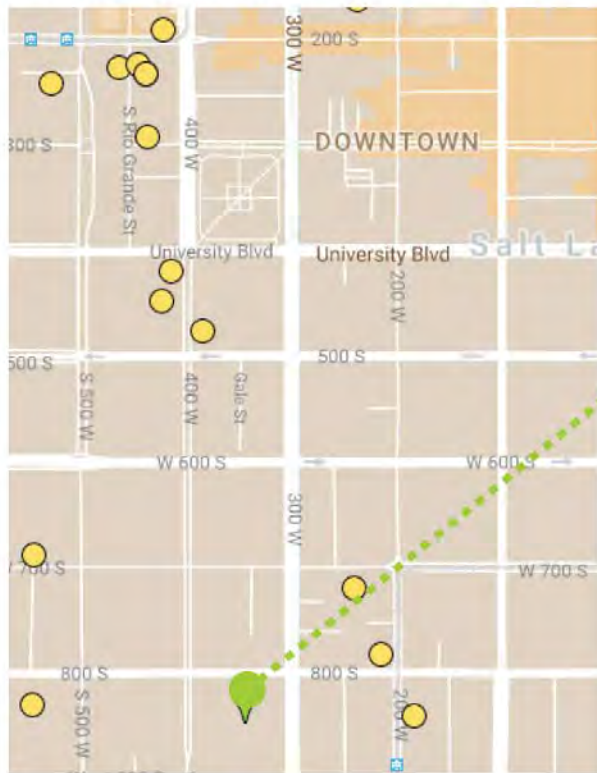 300 W
200 S
S Rio Grande St
400 W
300 S
DOWNTOWN
University Blvd
University Blvd
Salt La
200 W
500 S
500 S
S 500 W
400 W
Gale St
W 600 S
W 600 S
300 W
W 700 S
W 700 S
800 S
800 S
S 500 W
200 W